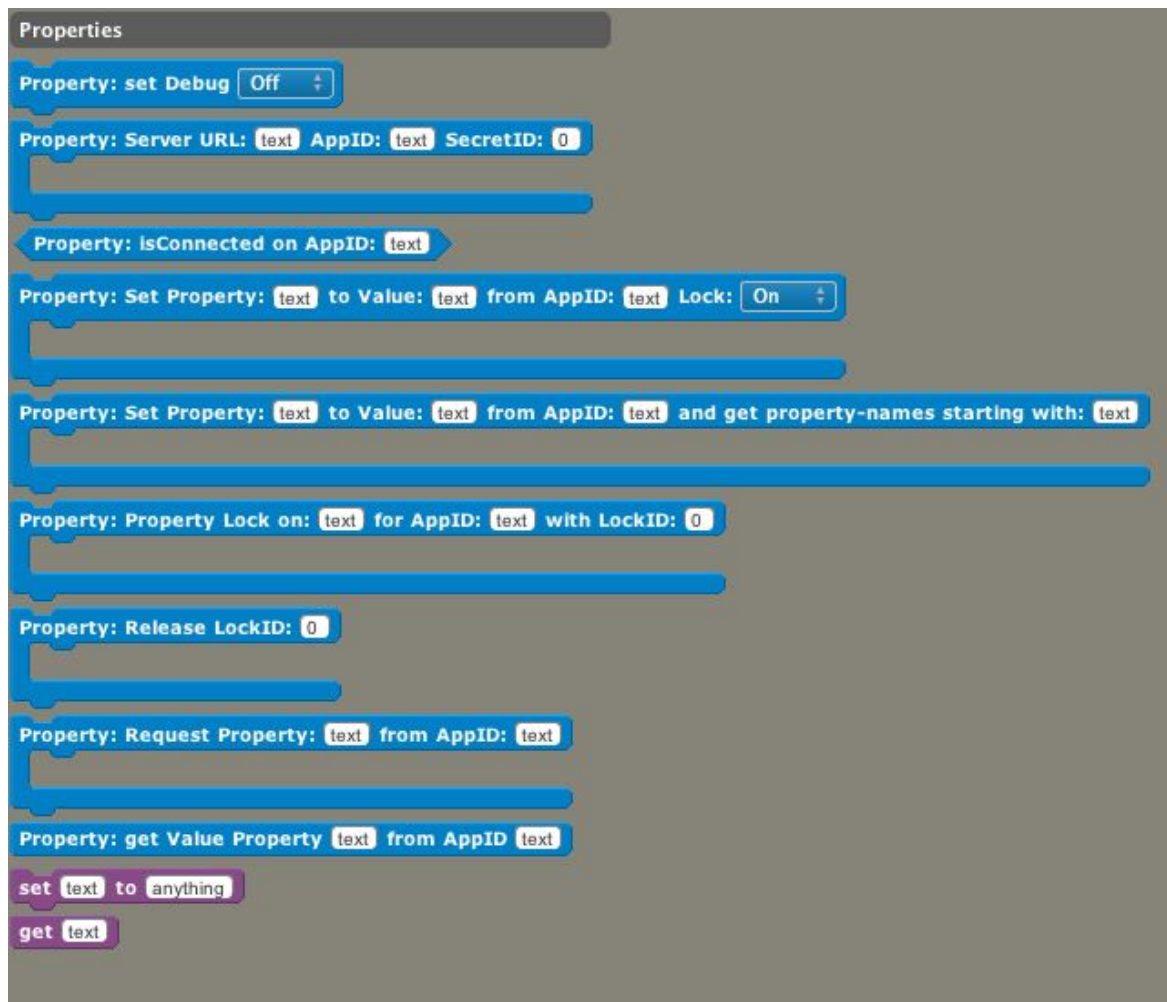 Properties
Property: set Debug Off
Property: Server URL: text AppID: text SecretID: 0
Property: isConnected on AppID: text
Property: Set Property: text to Value: text from AppID: text Lock: On
Property: Set Property: text to Value: text from AppID: text and get property-names starting with: text
Property: Property Lock on: text for AppID: text with LockID: 0
Property: Release LockID: 0
Property: Request Property: text from AppID: text
Property: get Value Property text from AppID text
set text to anything
get text